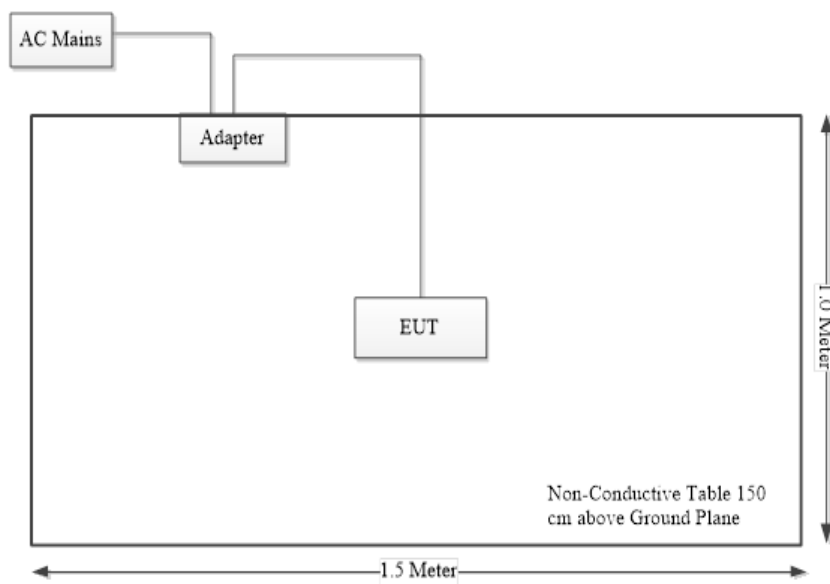 AC Mains
Adapter
EUT
1.0 Meter
Non-Conductive Table 150
cm above Ground Plane
1.5 Meter